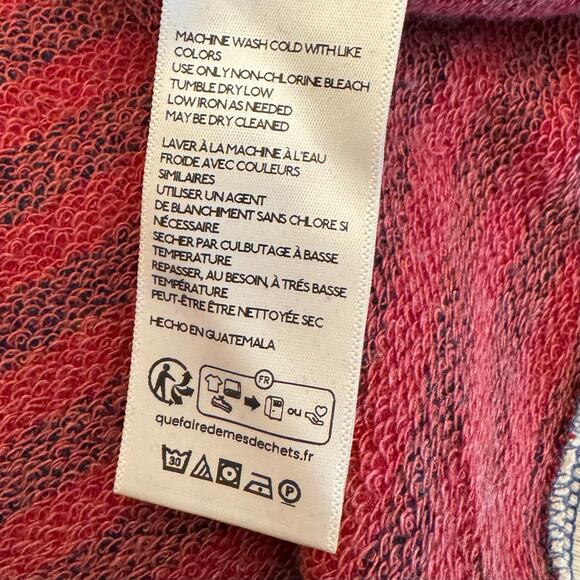 MACHINE WASH COLD WITH LIKE
COLORS
USE ONLY NON-CHLORINE BLEACH
TUMBLE DRY LOW
LOW IRON AS NEEDED
MAY BE DRY CLEANED
LAVER À LA MACHINE À L'EAU
FROIDE AVEC COULEURS
SIMILAIRES
UTILISER UN AGENT
DE BLANCHIMENT SANS CHLORE SI
NÉCESSAIRE
SECHER PAR CULBUTAGE À BASSE
TEMPERATURE
REPASSER, AU BESOIN, À TRÉS BASSE
TEMPÉRATURE
PEUT-ÊTRE ÊTRE NETTOYÉE SEC
HECHO EN GUATEMALA
FR
OU
quefairedemesdechets.fr
30
P